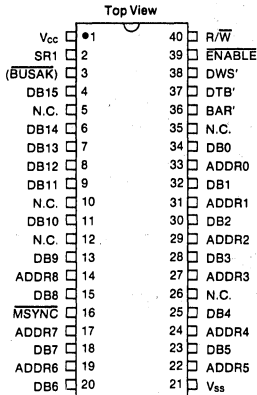 Top View
Vcc 1 40 R/W̅
SR1 2 39 E̅N̅A̅B̅L̅E̅
(B̅U̅S̅A̅K̅) 3 38 DWS'
DB15 4 37 DTB'
N.C. 5 36 BAR'
DB14 6 35 N.C.
DB13 7 34 DB0
DB12 8 33 ADDR0
DB11 9 32 DB1
N.C. 10 31 ADDR1
DB10 11 30 DB2
N.C. 12 29 ADDR2
DB9 13 28 DB3
ADDR8 14 27 ADDR3
DB8 15 26 N.C.
M̅S̅Y̅N̅C̅ 16 25 DB4
ADDR7 17 24 ADDR4
DB7 18 23 DB5
ADDR6 19 22 ADDR5
DB6 20 21 Vss